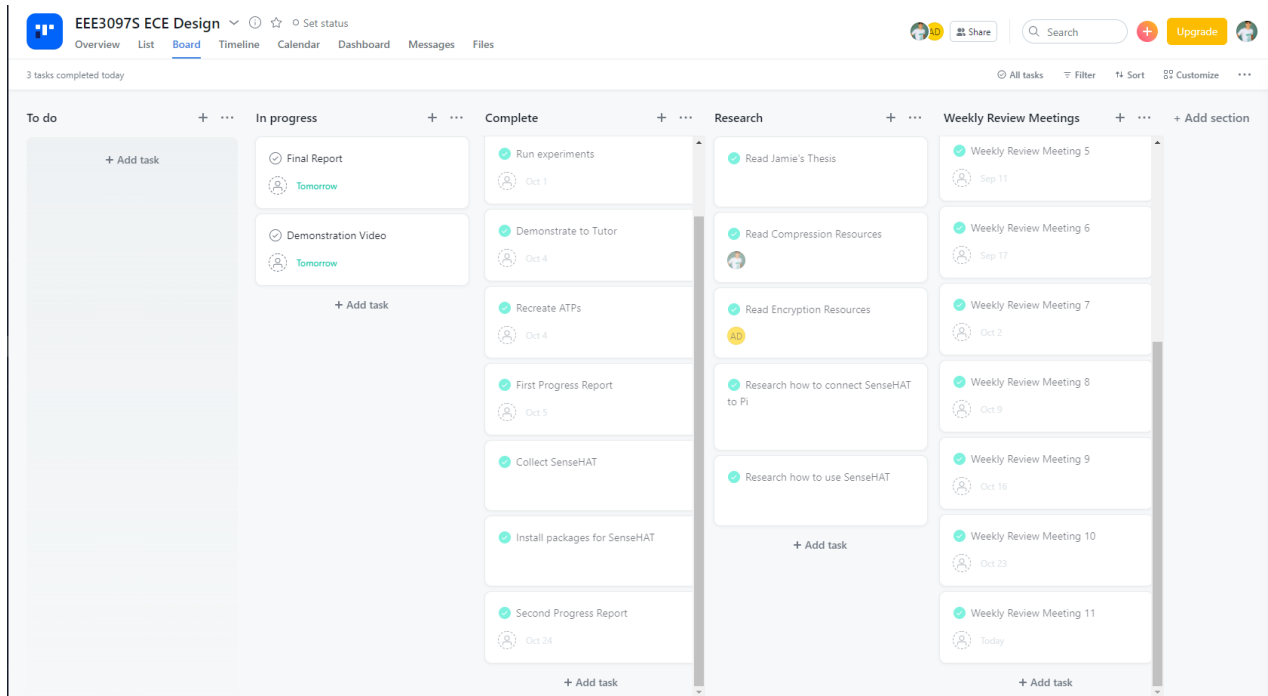 EEE3097S ECE Design
Set status
Overview List Board Timeline Calendar Dashboard Messages Files
AD
Share
Search
Upgrade
3 tasks completed today
All tasks Filter Sort Customize
To do
+ Add task
In progress
Final Report
Tomorrow
Demonstration Video
Tomorrow
+ Add task
Complete
Run experiments
Oct 1
Demonstrate to Tutor
Oct 4
Recreate ATPs
Oct 4
First Progress Report
Oct 5
Collect SenseHAT
Install packages for SenseHAT
Second Progress Report
Oct 24
+ Add task
Research
Read Jamie's Thesis
Read Compression Resources
Read Encryption Resources
AD
Research how to connect SenseHAT
to Pi
Research how to use SenseHAT
+ Add task
Weekly Review Meetings
Weekly Review Meeting 5
Sep 11
Weekly Review Meeting 6
Sep 17
Weekly Review Meeting 7
Oct 2
Weekly Review Meeting 8
Oct 9
Weekly Review Meeting 9
Oct 16
Weekly Review Meeting 10
Oct 23
Weekly Review Meeting 11
Today
+ Add task
+ Add section